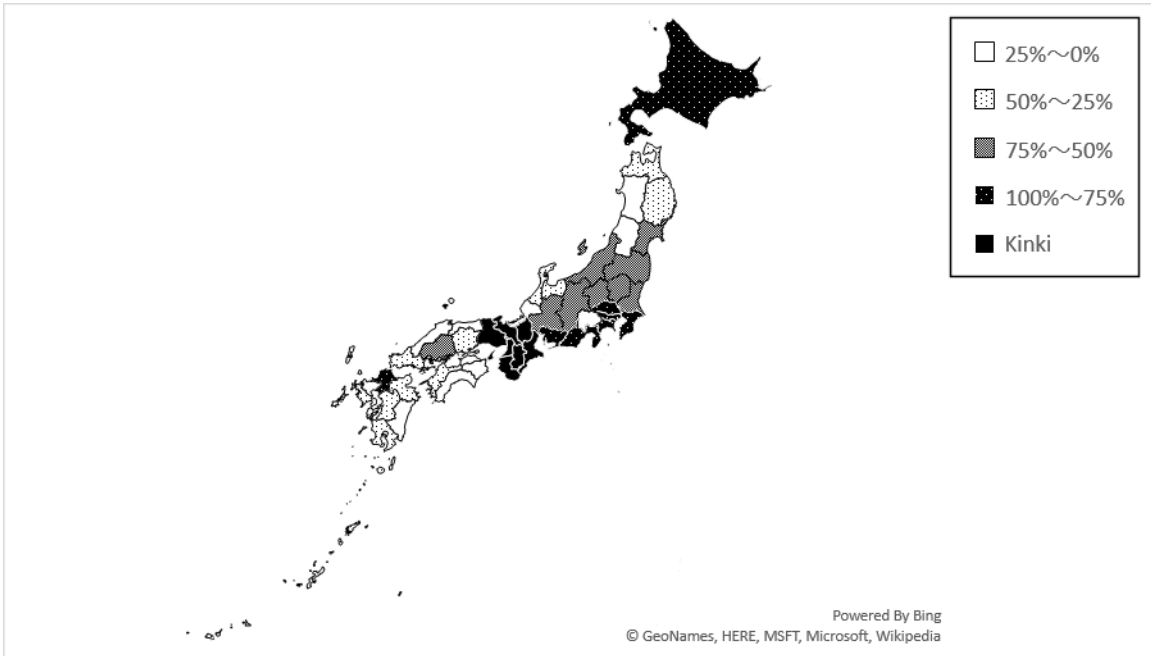 25%～0%
50%～25%
75%～50%
100%～75%
Kinki
Powered By Bing
© GeoNames, HERE, MSFT, Microsoft, Wikipedia